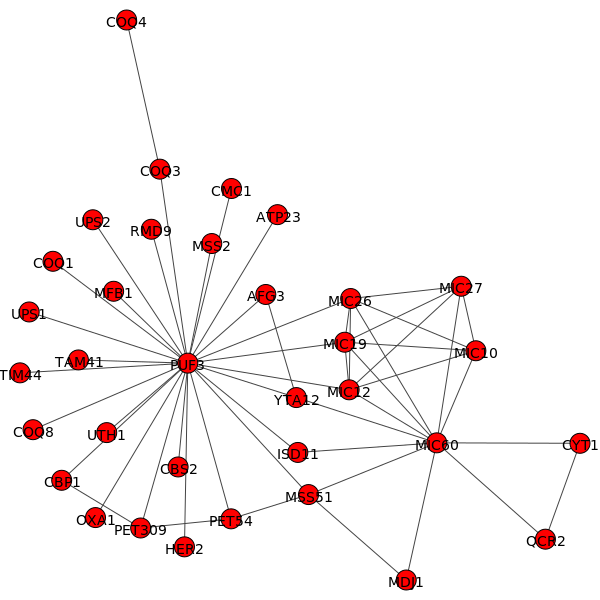 COQ4
COQ3
CMC1
ATP23
UPS2
RMD9
MSS2
COQ1
MFB1
AFG3
MIC27
MIC26
UPS1
MIC19
MIC10
TAM41
PUF3
TIM44
MIC12
YTA12
COQ8
UTH1
MIC60
CYT1
ISD11
CBS2
CBP1
MSS51
OXA1
PET309
PET54
HER2
QCR2
MDJ1